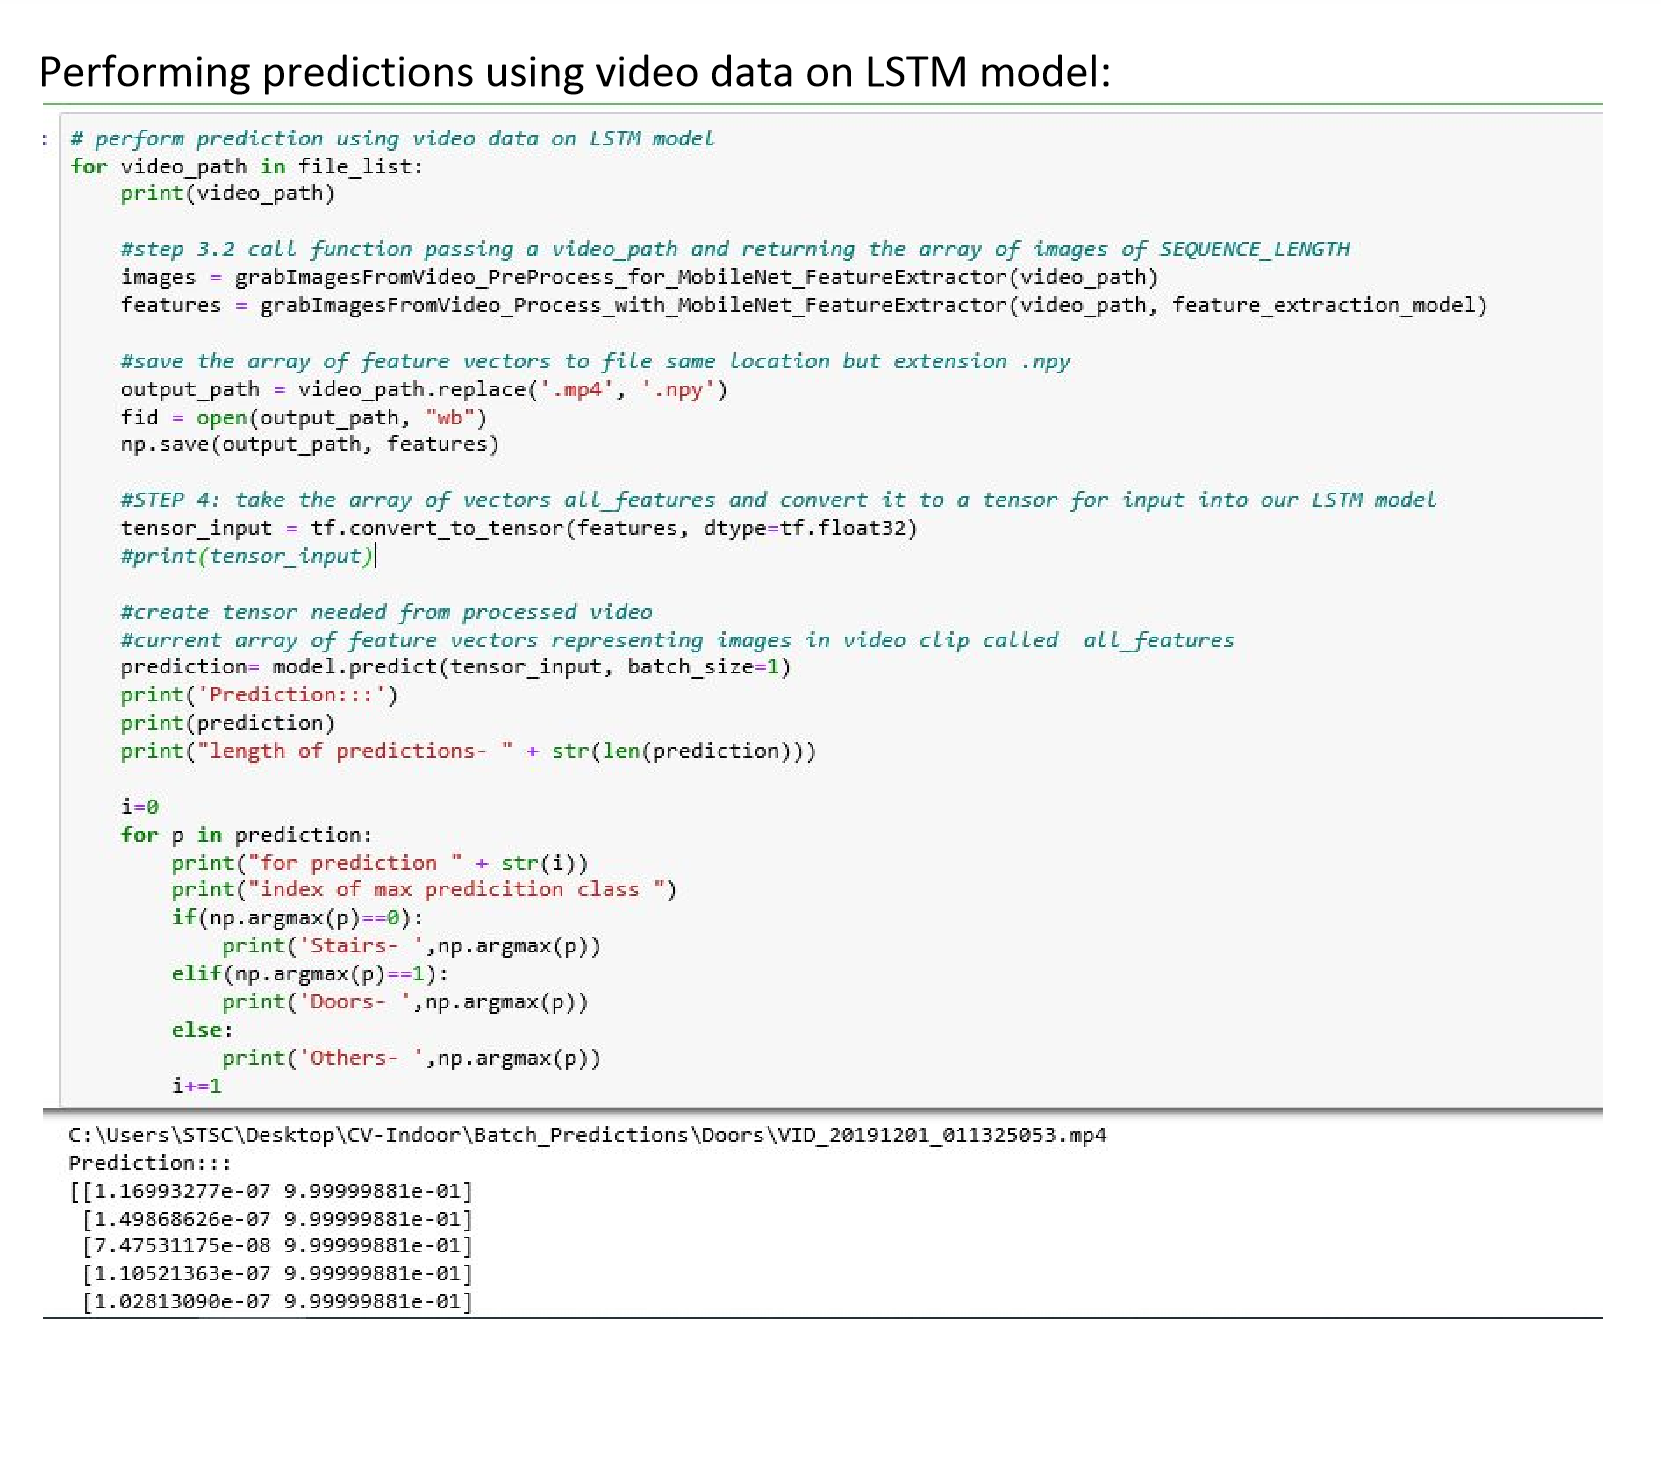 Performing predictions using video data on LSTM model:
: # perform prediction using video data on LSTM model
for video_path in file_list:
    print(video_path)

    #step 3.2 call function passing a video_path and returning the array of images of SEQUENCE_LENGTH
    images = grabImagesFromVideo_PreProcess_for_MobileNet_FeatureExtractor(video_path)
    features = grabImagesFromVideo_Process_with_MobileNet_FeatureExtractor(video_path, feature_extraction_model)

    #save the array of feature vectors to file same location but extension .npy
    output_path = video_path.replace('.mp4', '.npy')
    fid = open(output_path, "wb")
    np.save(output_path, features)

    #STEP 4: take the array of vectors all_features and convert it to a tensor for input into our LSTM model
    tensor_input = tf.convert_to_tensor(features, dtype=tf.float32)
    #print(tensor_input)

    #create tensor needed from processed video
    #current array of feature vectors representing images in video clip called  all_features
    prediction= model.predict(tensor_input, batch_size=1)
    print('Prediction:::')
    print(prediction)
    print("length of predictions- " + str(len(prediction)))

    i=0
    for p in prediction:
        print("for prediction " + str(i))
        print("index of max predicition class ")
        if(np.argmax(p)==0):
            print('Stairs- ',np.argmax(p))
        elif(np.argmax(p)==1):
            print('Doors- ',np.argmax(p))
        else:
            print('Others- ',np.argmax(p))
        i+=1
C:\Users\STSC\Desktop\CV-Indoor\Batch_Predictions\Doors\VID_20191201_011325053.mp4
Prediction:::
[[1.16993277e-07 9.99999881e-01]
 [1.49868626e-07 9.99999881e-01]
 [7.47531175e-08 9.99999881e-01]
 [1.10521363e-07 9.99999881e-01]
 [1.02813090e-07 9.99999881e-01]